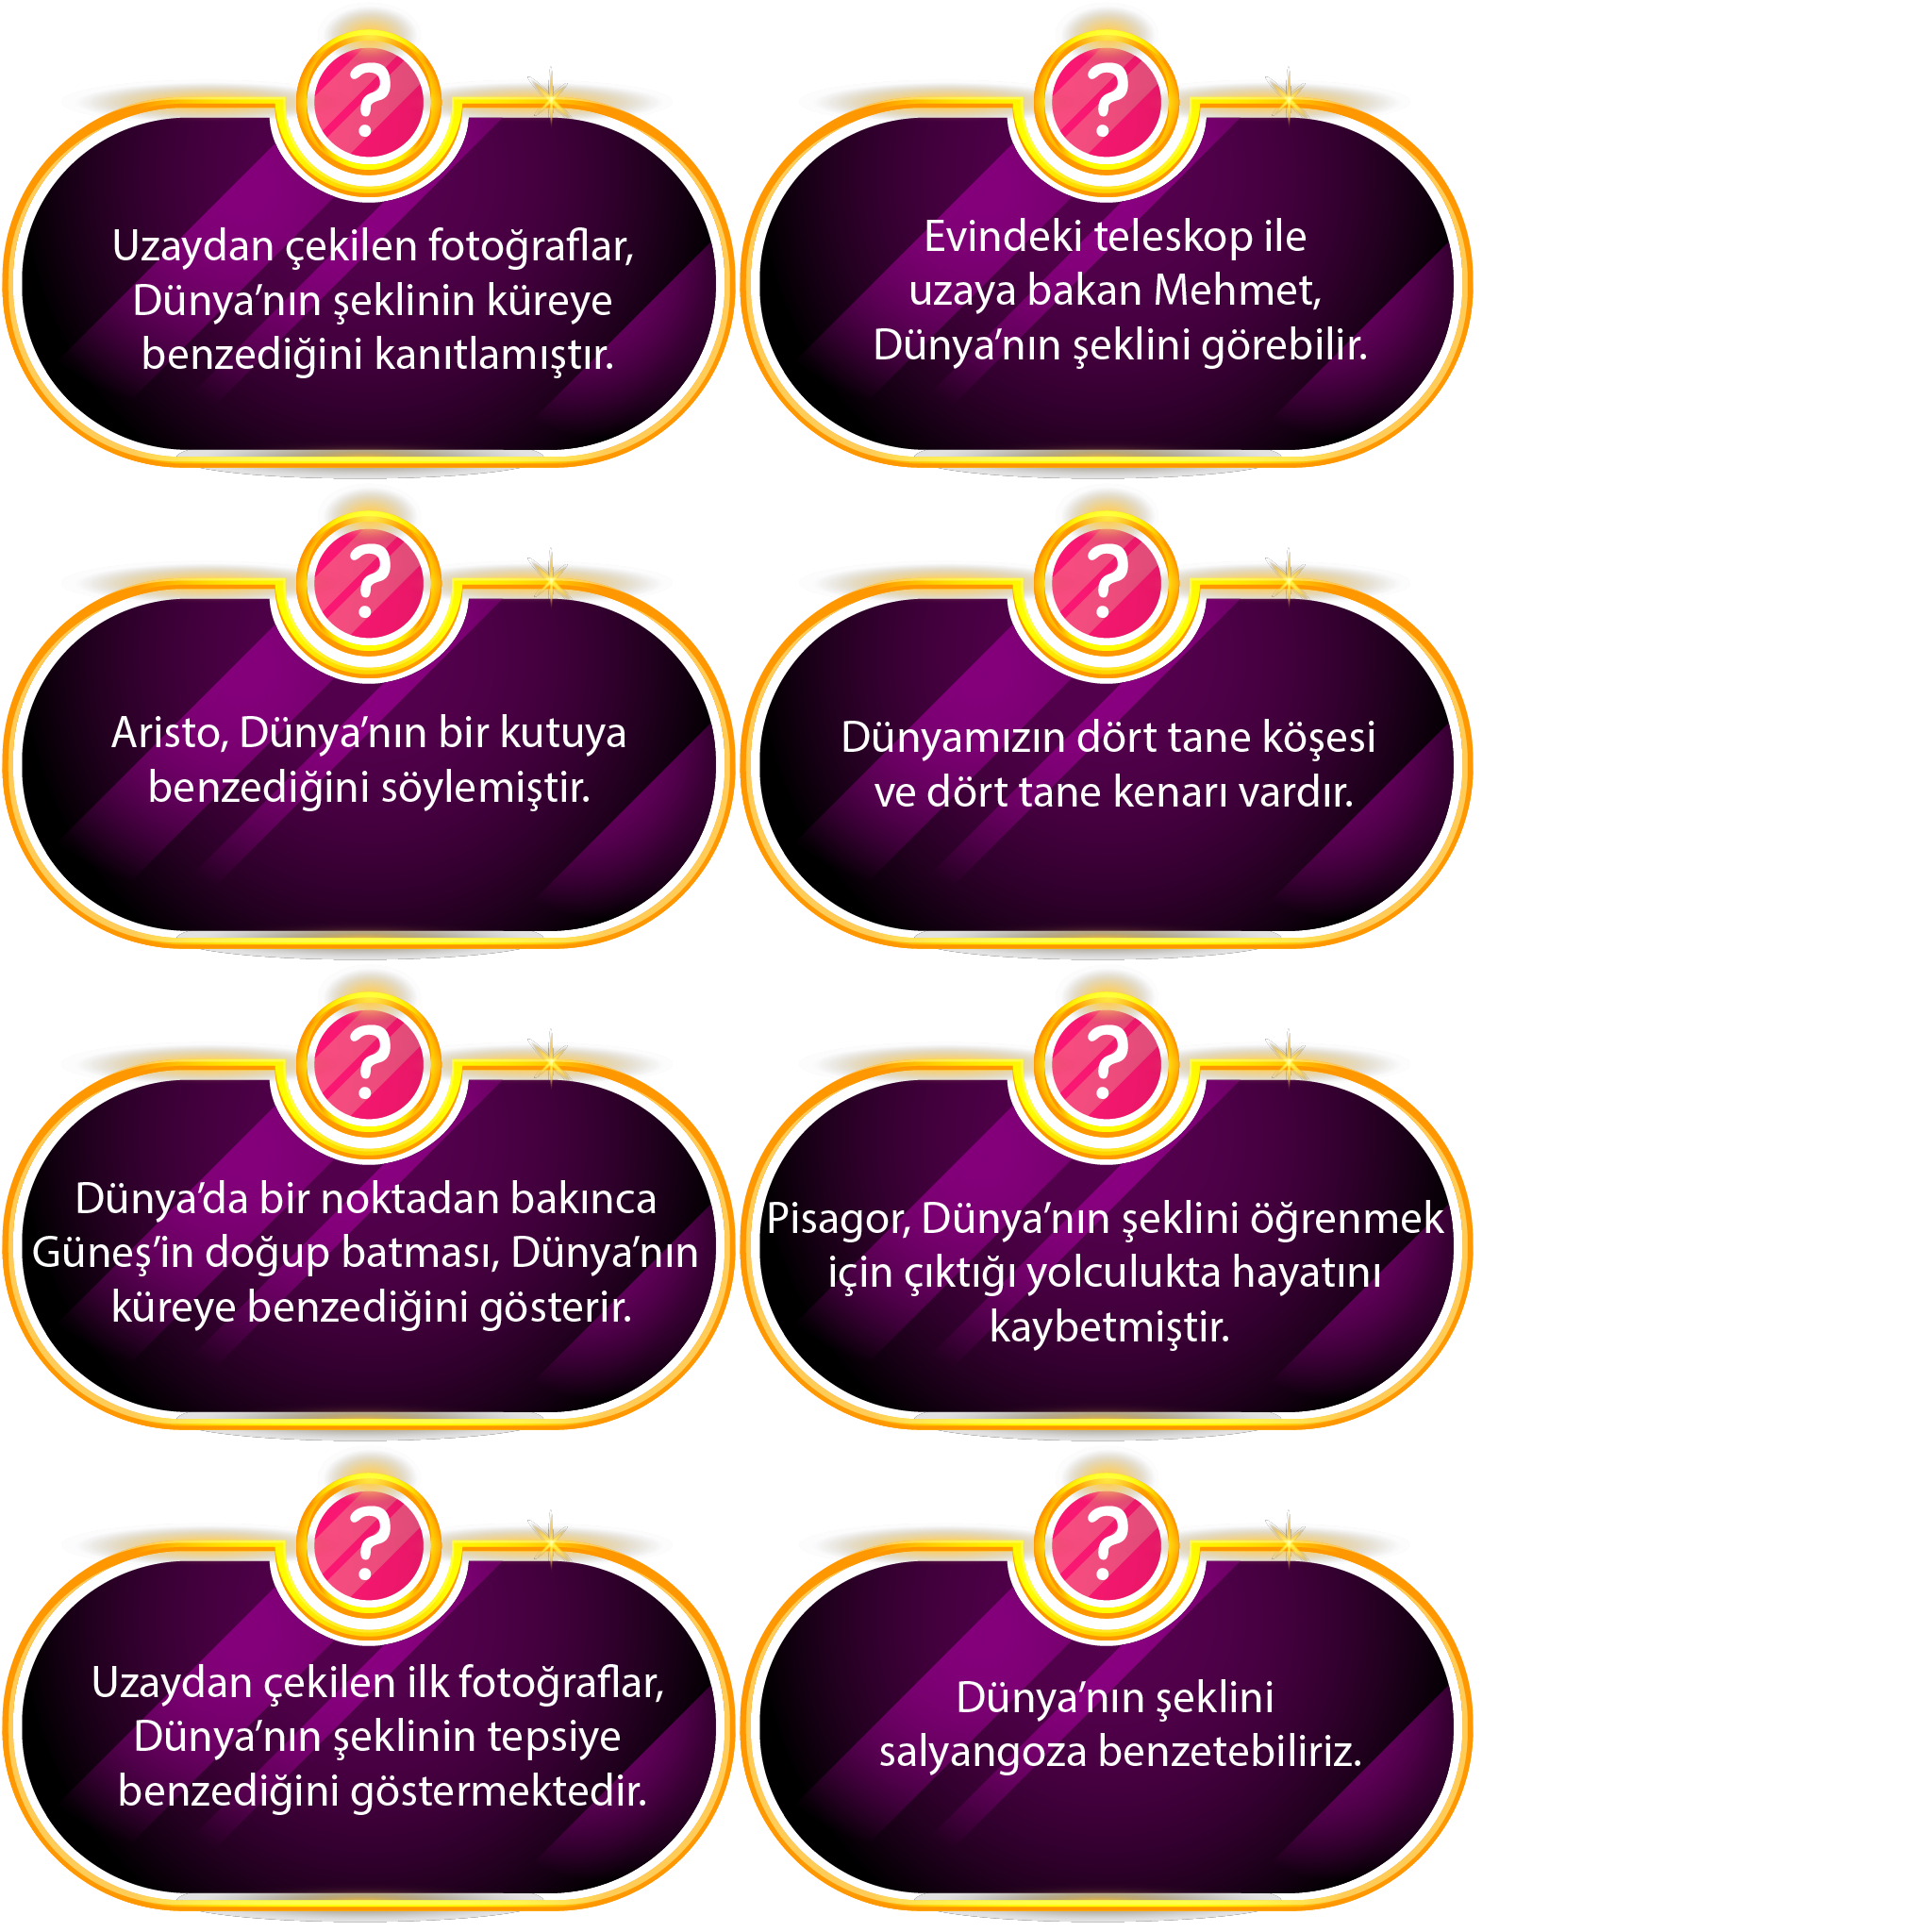 ?
Uzaydan çekilen fotoğraflar,
Dünya’nın şeklinin küreye
benzediğini kanıtlamıştır.
?
Evindeki teleskop ile
uzaya bakan Mehmet,
Dünya’nın şeklini görebilir.
?
Aristo, Dünya’nın bir kutuya
benzediğini söylemiştir.
?
Dünyamızın dört tane köşesi
ve dört tane kenarı vardır.
?
Dünya’da bir noktadan bakınca
Güneş’in doğup batması, Dünya’nın
küreye benzediğini gösterir.
?
Pisagor, Dünya’nın şeklini öğrenmek
için çıktığı yolculukta hayatını
kaybetmiştir.
?
Uzaydan çekilen ilk fotoğraflar,
Dünya’nın şeklinin tepsiye
benzediğini göstermektedir.
?
Dünya’nın şeklini
salyangoza benzetebiliriz.